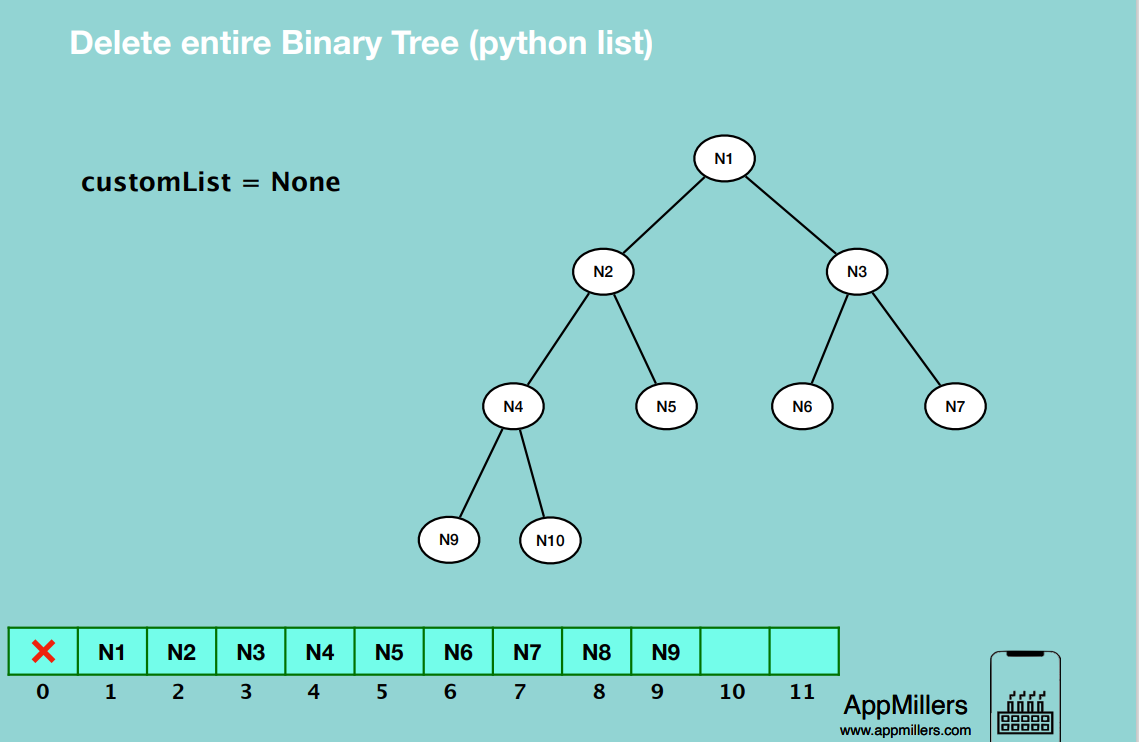 Delete entire Binary Tree (python list)
customList = None
N1
N2 N3
N4 N5 N6 N7
N9 N10
N1 N2 N3 N4 N5 N6 N7 N8 N9
0 1 2 3 4 5 6 7 8 9 10 11
AppMillers
www.appmillers.com